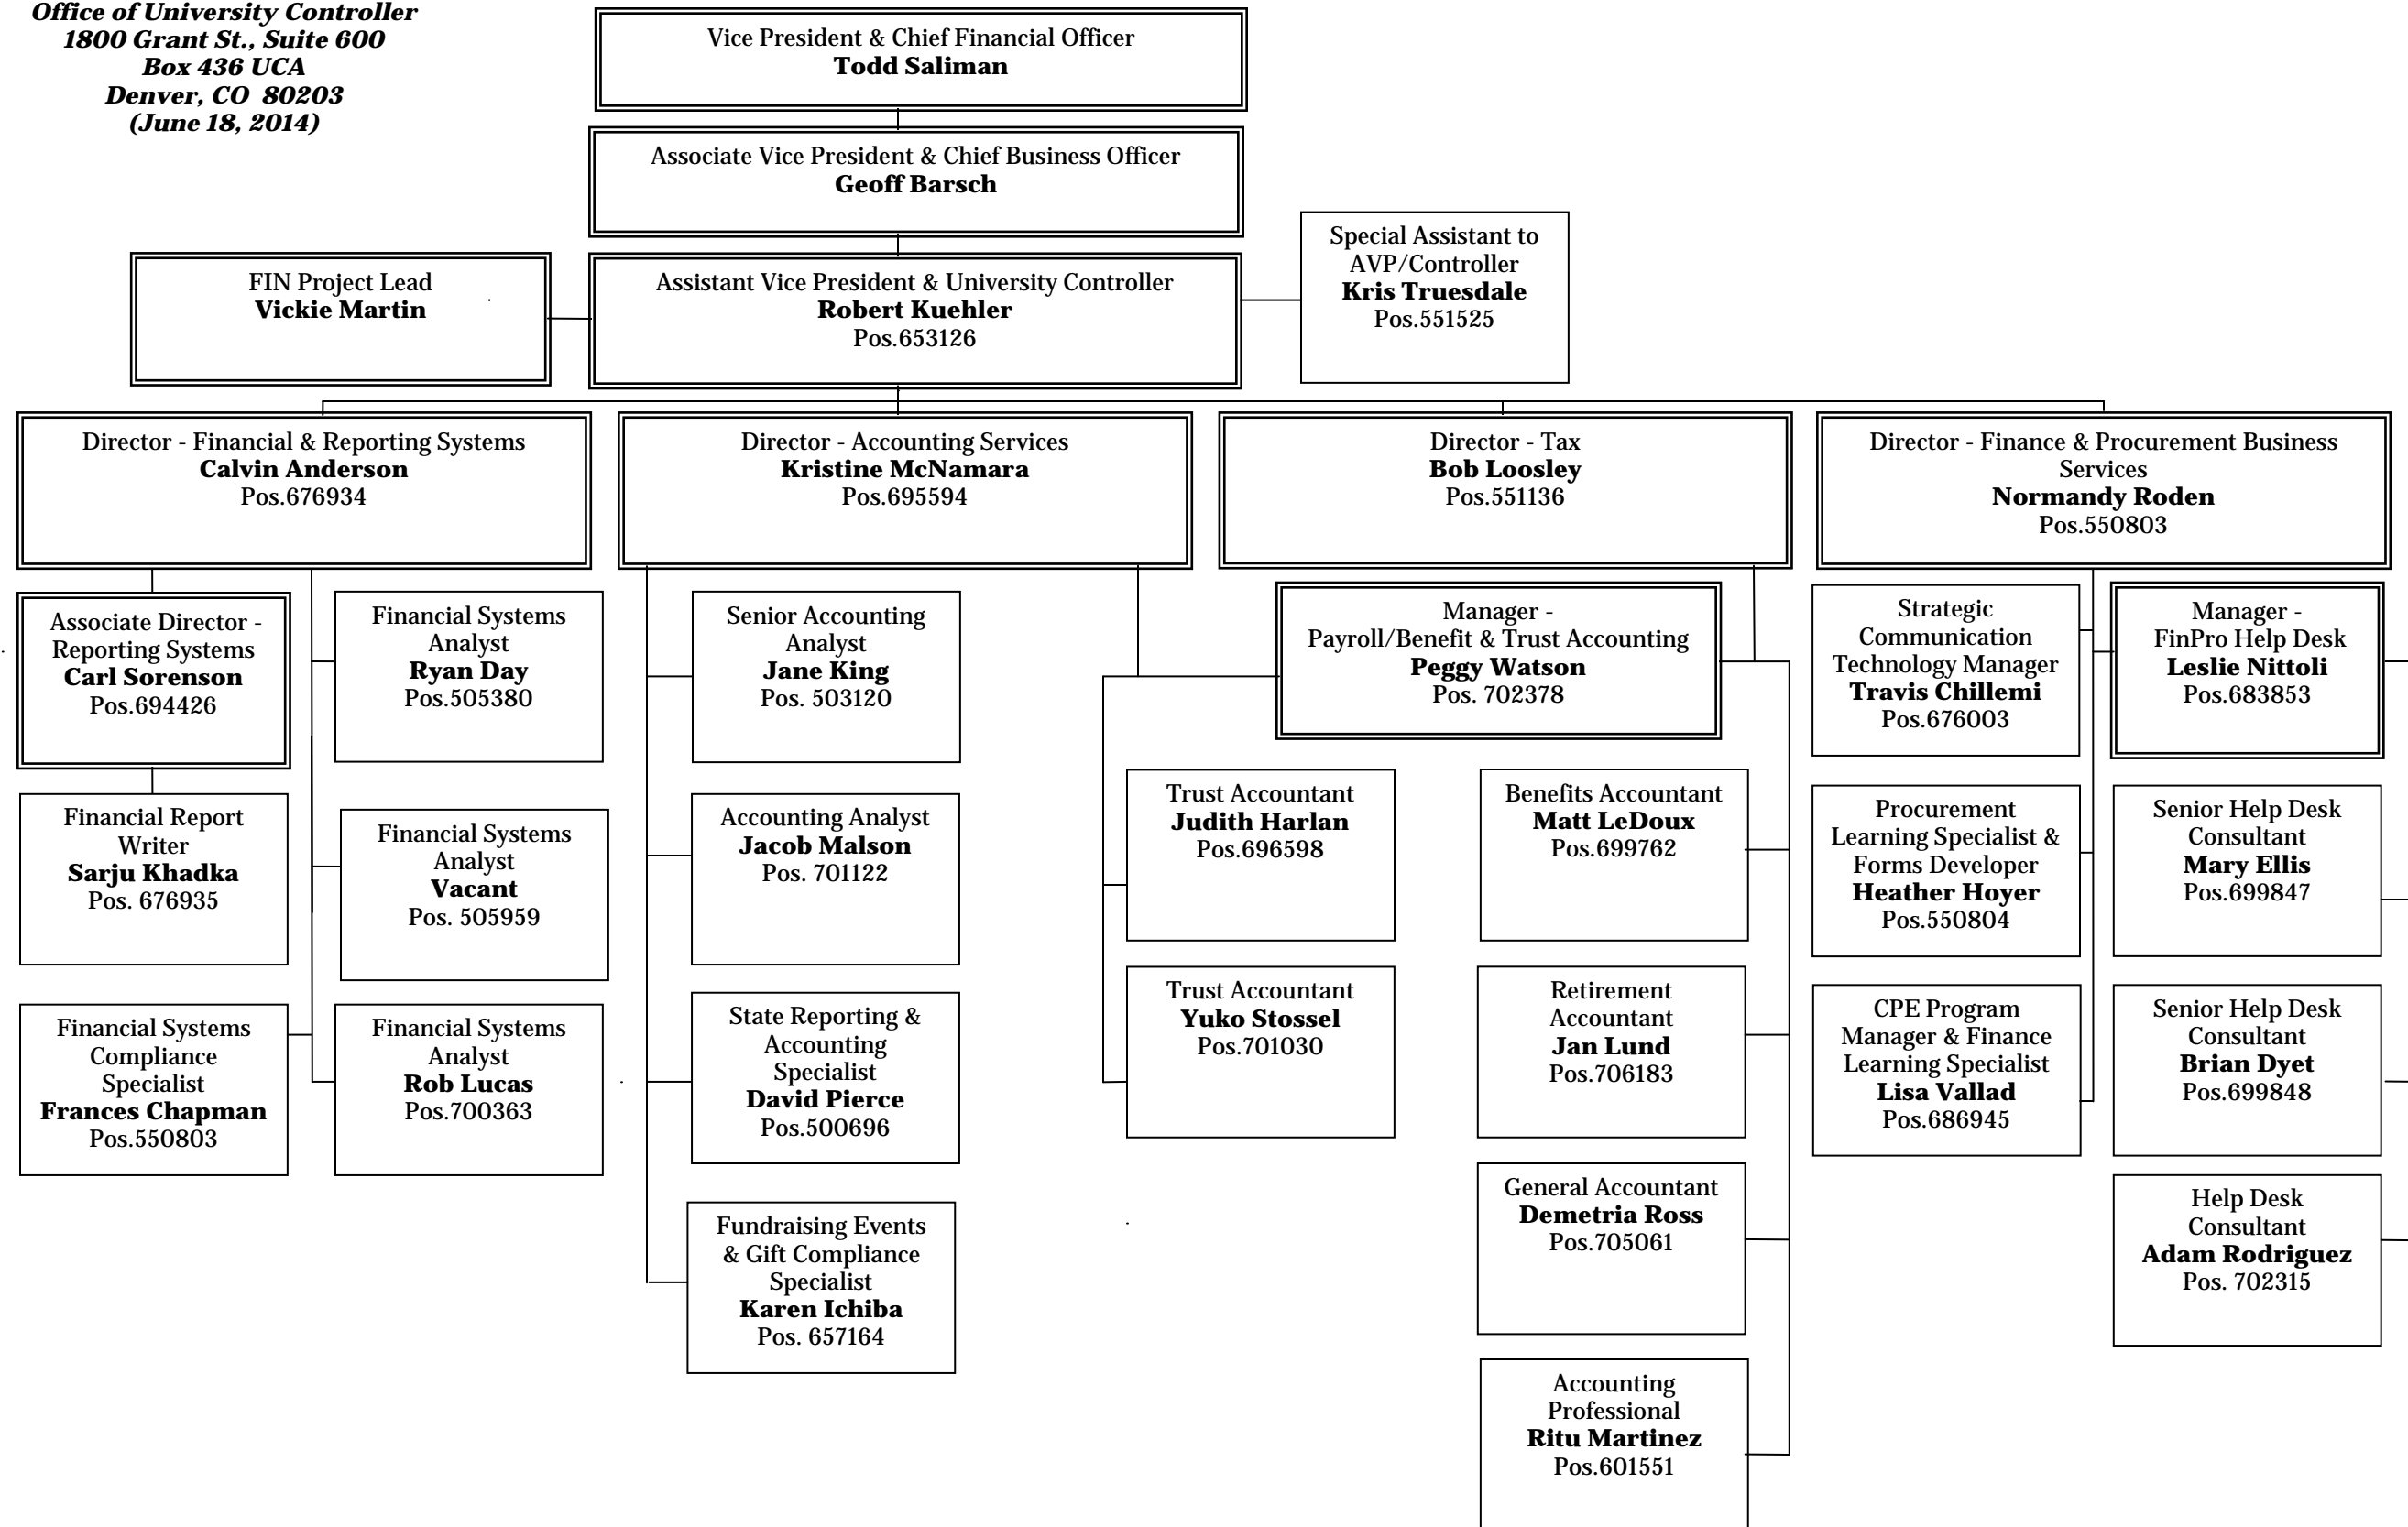 Office of University Controller
1800 Grant St., Suite 600
Box 436 UCA
Denver, CO  80203
(June 18, 2014)
Vice President & Chief Financial Officer
Todd Saliman
Associate Vice President & Chief Business Officer
Geoff Barsch
FIN Project Lead
Vickie Martin
Assistant Vice President & University Controller
Robert Kuehler
Pos.653126
Special Assistant to
AVP/Controller
Kris Truesdale
Pos.551525
Director - Financial & Reporting Systems
Calvin Anderson
Pos.676934
Director - Accounting Services
Kristine McNamara
Pos.695594
Director - Tax
Bob Loosley
Pos.551136
Director - Finance & Procurement Business
Services
Normandy Roden
Pos.550803
Associate Director -
Reporting Systems
Carl Sorenson
Pos.694426
Financial Systems
Analyst
Ryan Day
Pos.505380
Senior Accounting
Analyst
Jane King
Pos. 503120
Manager -
Payroll/Benefit & Trust Accounting
Peggy Watson
Pos. 702378
Strategic
Communication
Technology Manager
Travis Chillemi
Pos.676003
Manager -
FinPro Help Desk
Leslie Nittoli
Pos.683853
Financial Report
Writer
Sarju Khadka
Pos. 676935
Financial Systems
Analyst
Vacant
Pos. 505959
Accounting Analyst
Jacob Malson
Pos. 701122
Trust Accountant
Judith Harlan
Pos.696598
Benefits Accountant
Matt LeDoux
Pos.699762
Procurement
Learning Specialist &
Forms Developer
Heather Hoyer
Pos.550804
Senior Help Desk
Consultant
Mary Ellis
Pos.699847
Financial Systems
Compliance
Specialist
Frances Chapman
Pos.550803
Financial Systems
Analyst
Rob Lucas
Pos.700363
State Reporting &
Accounting
Specialist
David Pierce
Pos.500696
Trust Accountant
Yuko Stossel
Pos.701030
Retirement
Accountant
Jan Lund
Pos.706183
CPE Program
Manager & Finance
Learning Specialist
Lisa Vallad
Pos.686945
Senior Help Desk
Consultant
Brian Dyet
Pos.699848
Fundraising Events
& Gift Compliance
Specialist
Karen Ichiba
Pos. 657164
General Accountant
Demetria Ross
Pos.705061
Help Desk
Consultant
Adam Rodriguez
Pos. 702315
Accounting
Professional
Ritu Martinez
Pos.601551